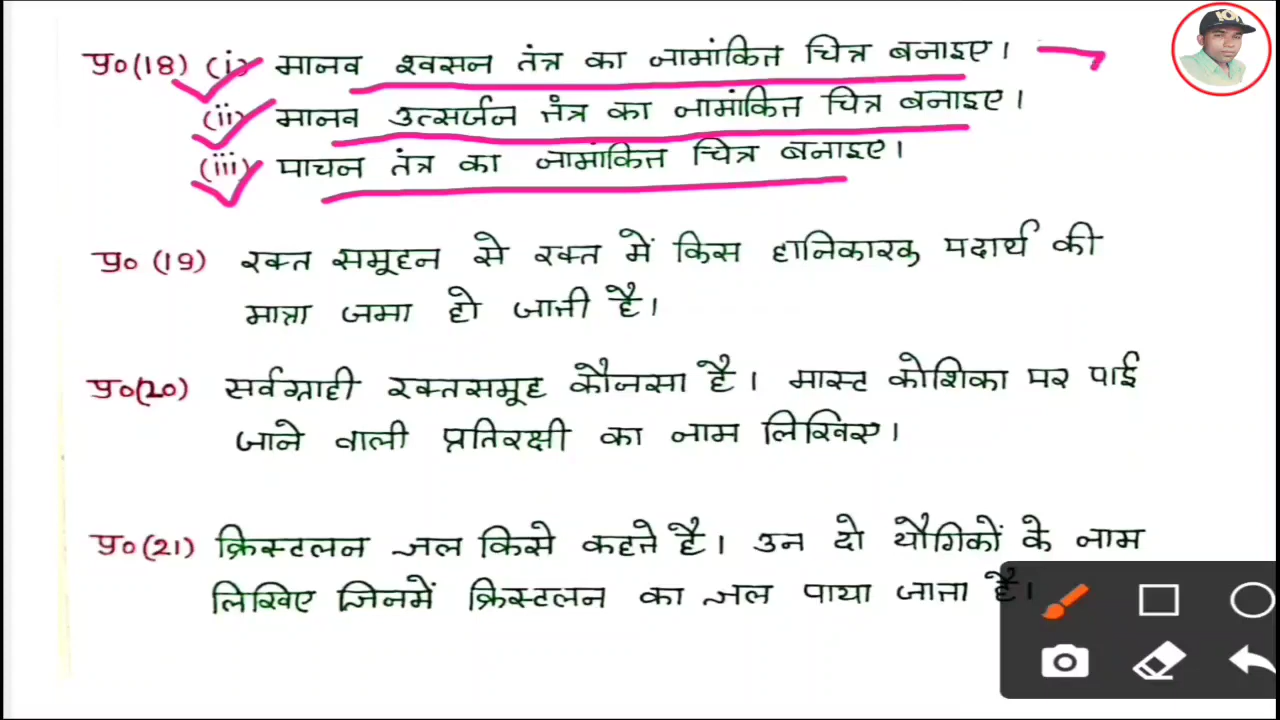 प्र०(18) (i) मानव श्वसन तंत्र का नामांकित चित्र बनाइए।
(ii) मानव उत्सर्जन तंत्र का नामांकित चित्र बनाइए।
(iii) पाचन तंत्र का नामांकित चित्र बनाइए।
प्र० (19) रक्त समूहन से रक्त में किस हानिकारक पदार्थ की
मात्रा जमा हो जाती है।
प्र०(20) सर्वग्राही रक्तसमूह कौनसा है। मास्ट कोशिका पर पाई
जाने वाली प्रतिरक्षी का नाम लिखिए।
प्र०(21) क्रिस्टलन जल किसे कहते है। उन दो यौगिकों के नाम
लिखिए जिनमें क्रिस्टलन का जल पाया जाता है।